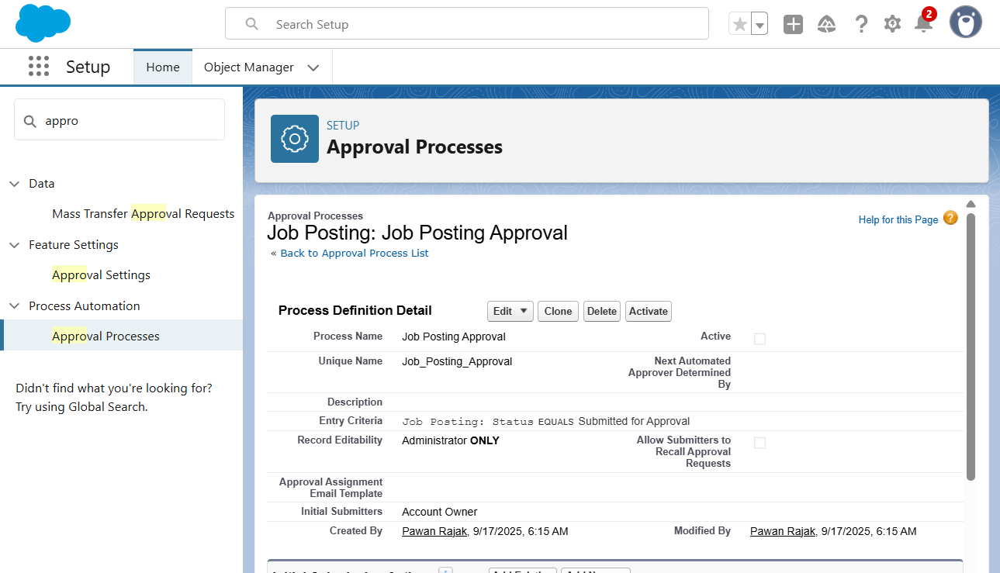 Search Setup
2
Setup
Home
Object Manager
appro
Data
Mass Transfer Approval Requests
Feature Settings
Approval Settings
Process Automation
Approval Processes
Didn't find what you're looking for?
Try using Global Search.
SETUP
Approval Processes
Approval Processes
Help for this Page ?
Job Posting: Job Posting Approval
« Back to Approval Process List
Process Definition Detail Edit Clone Delete Activate
Process Name Job Posting Approval Active
Unique Name Job_Posting_Approval Next Automated
Approver Determined
By
Description
Entry Criteria Job Posting: Status EQUALS Submitted for Approval
Record Editability Administrator ONLY Allow Submitters to
Recall Approval
Requests
Approval Assignment
Email Template
Initial Submitters Account Owner
Created By Pawan Rajak, 9/17/2025, 6:15 AM Modified By Pawan Rajak, 9/17/2025, 6:15 AM